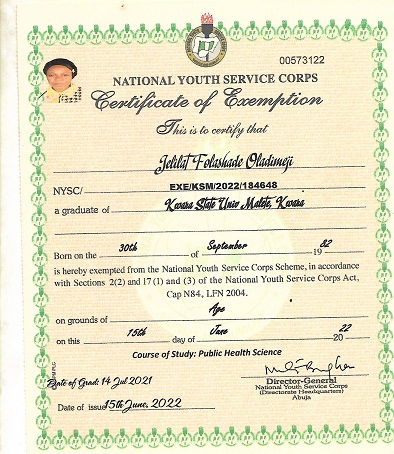 00573122
NATIONAL YOUTH SERVICE CORPS
Certificate of Exemption
This is to certify that
Jelilat Folashade Oladimeji
NYSC/ EXE/KSM/2022/184648
a graduate of Kwara State Univ Malete, Kwara
Born on the 30th of September 19 82
is hereby exempted from the National Youth Service Corps Scheme, in accordance
with Sections 2(2) and 17 (1) and (3) of the National Youth Service Corps Act,
Cap N84, LFN 2004.
on grounds of Age
on this 15th day of June 20 22
Course of Study: Public Health Science
Date of Grad: 14 Jul 2021
Director-General
National Youth Service Corps
(Directorate Headquarters)
Abuja
Date of issue 15th June, 2022